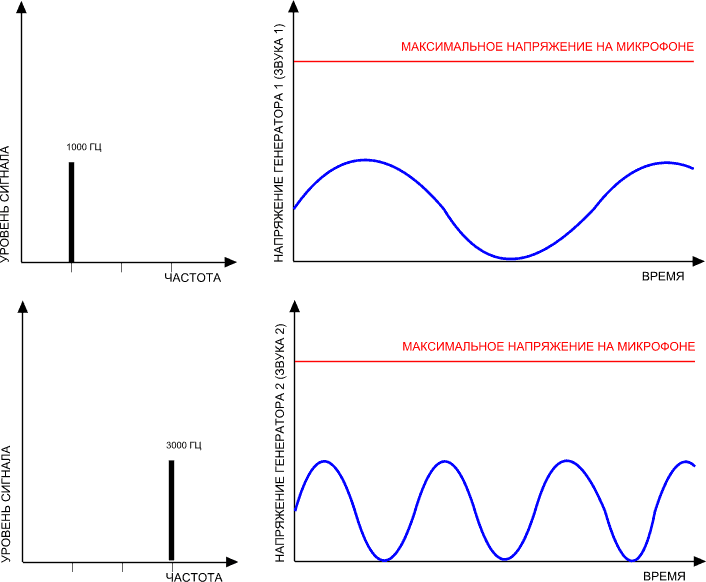 УРОВЕНЬ СИГНАЛА
1000 ГЦ
ЧАСТОТА
НАПРЯЖЕНИЕ ГЕНЕРАТОРА 1 (ЗВУКА 1)
МАКСИМАЛЬНОЕ НАПРЯЖЕНИЕ НА МИКРОФОНЕ
ВРЕМЯ
УРОВЕНЬ СИГНАЛА
3000 ГЦ
ЧАСТОТА
НАПРЯЖЕНИЕ ГЕНЕРАТОРА 2 (ЗВУКА 2)
МАКСИМАЛЬНОЕ НАПРЯЖЕНИЕ НА МИКРОФОНЕ
ВРЕМЯ